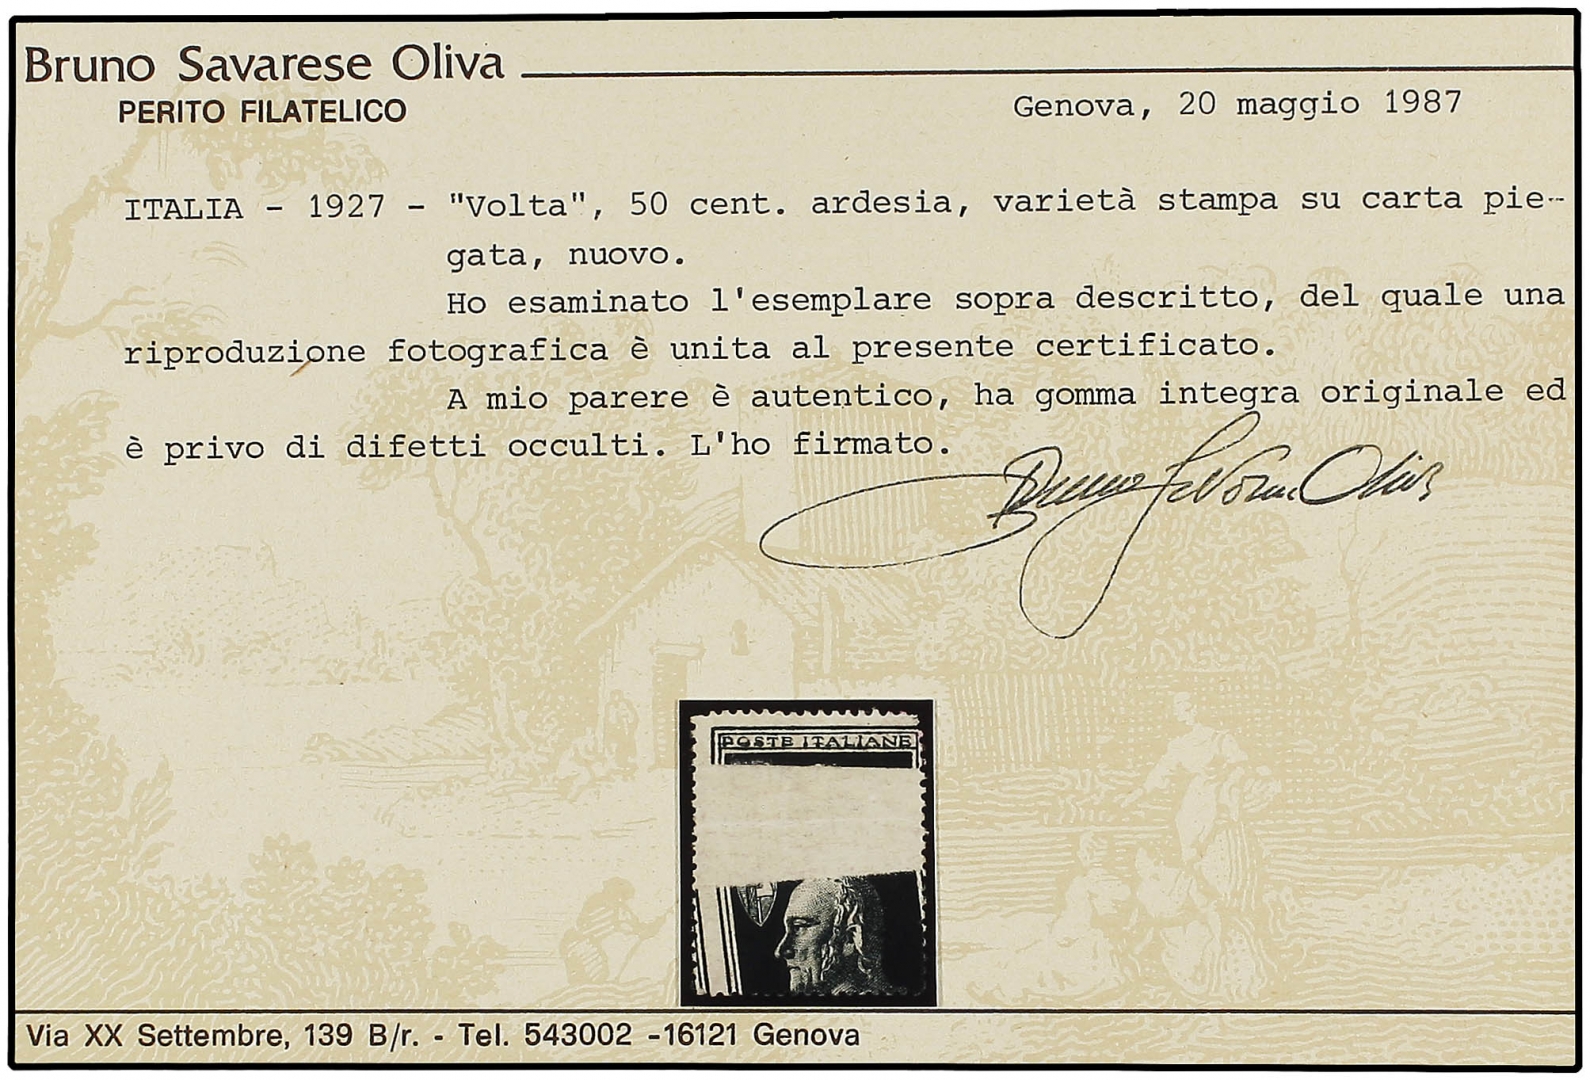 Bruno Savarese Oliva
PERITO FILATELICO
Genova, 20 maggio 1987
ITALIA - 1927 - "Volta", 50 cent. ardesia, varietà stampa su carta pie-
gata, nuovo.
Ho esaminato l'esemplare sopra descritto, del quale una
riproduzione fotografica è unita al presente certificato.
A mio parere è autentico, ha gomma integra originale ed
è privo di difetti occulti. L'ho firmato.
Bruno Savarese Oliva
POSTE ITALIANE
Via XX Settembre, 139 B/r. - Tel. 543002 -16121 Genova